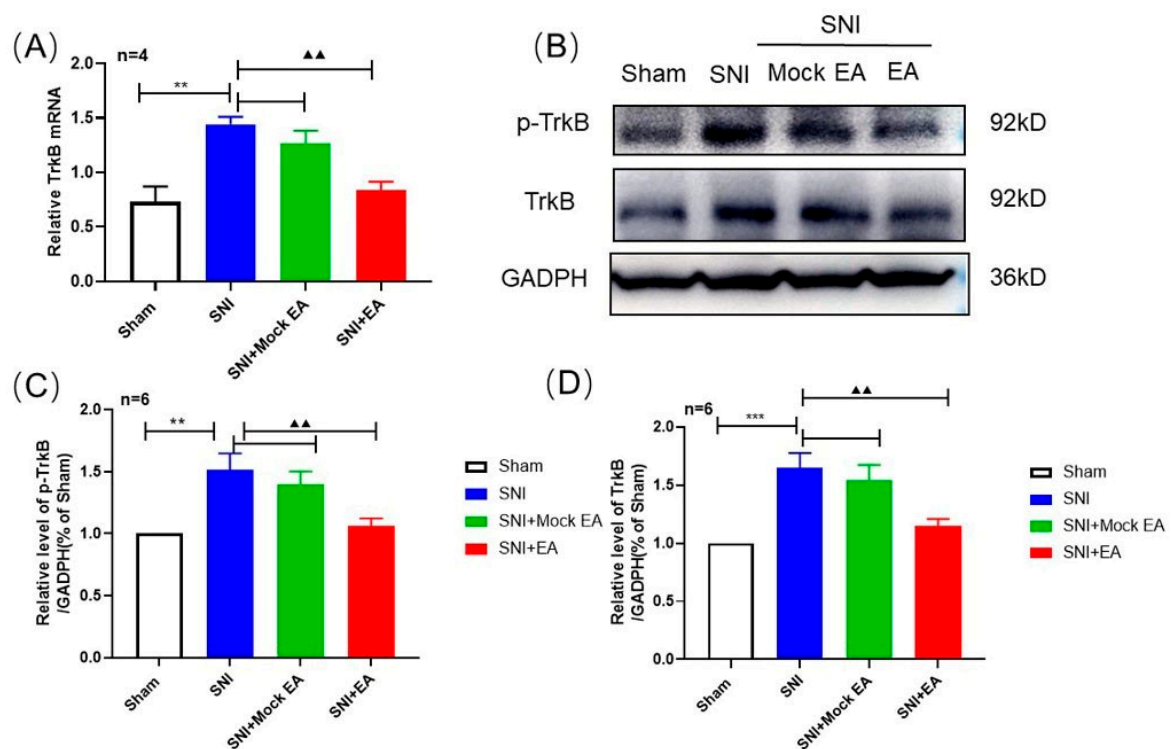 (A)
n=4
Relative TrkB mRNA
2.0
1.5
1.0
0.5
0.0
**
▲▲
Sham
SNI
SNI+Mock EA
SNI+EA
(B)
SNI
Sham SNI Mock EA EA
p-TrkB 92kD
TrkB 92kD
GADPH 36kD
(C)
n=6
Relative level of p-TrkB
/GADPH(% of Sham)
2.0
1.5
1.0
0.5
0.0
**
▲▲
Sham
SNI
SNI+Mock EA
SNI+EA
Sham
SNI
SNI+Mock EA
SNI+EA
(D)
n=6
Relative level of TrkB
/GADPH(% of Sham)
2.0
1.5
1.0
0.5
0.0
***
▲▲
Sham
SNI
SNI+Mock EA
SNI+EA
Sham
SNI
SNI+Mock EA
SNI+EA